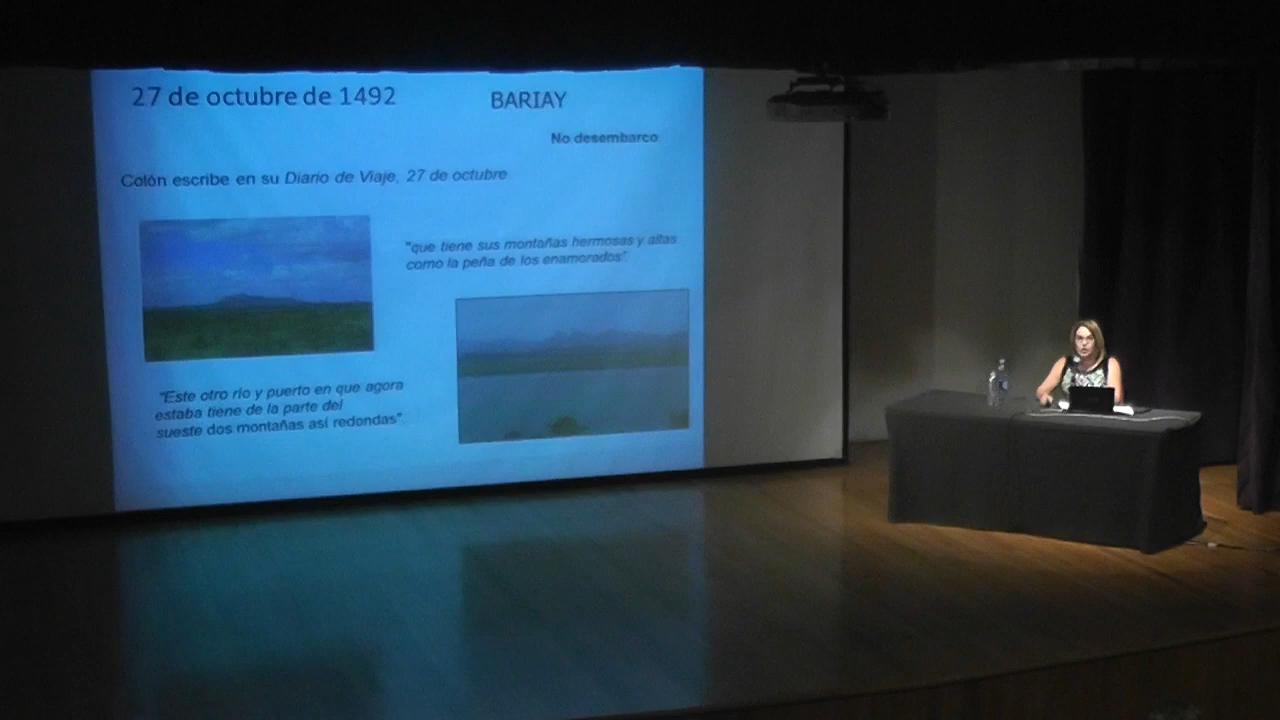 27 de octubre de 1492
BARIAY
No desembarco
Colón escribe en su Diario de Viaje, 27 de octubre
"que tiene sus montañas hermosas y altas
como la peña de los enamorados"
"Este otro río y puerto en que agora
estaba tiene de la parte del
sueste dos montañas así redondas"